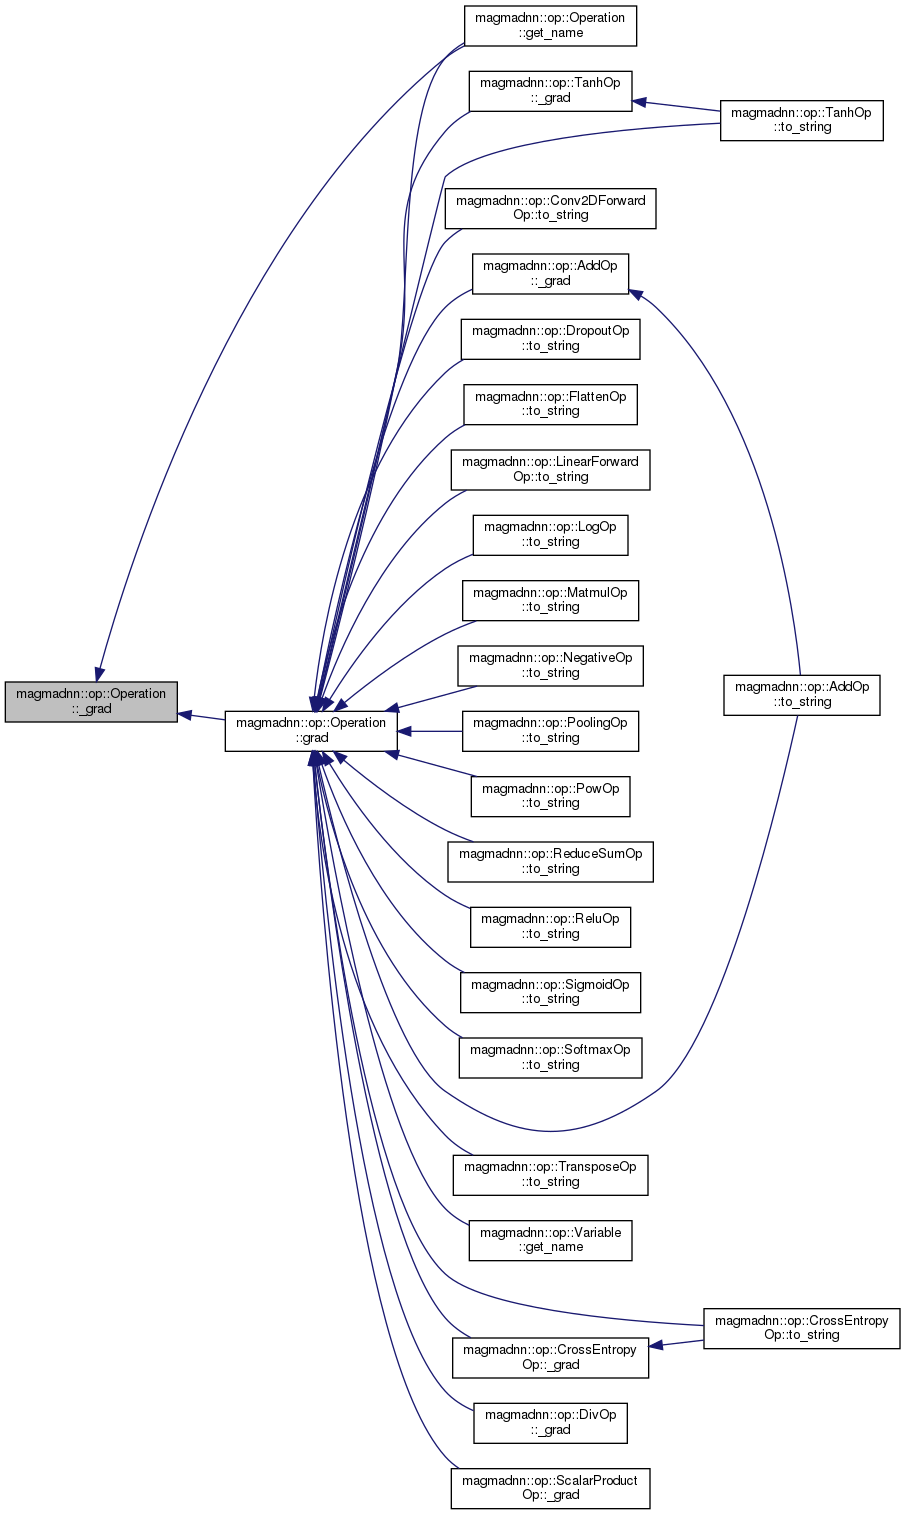 magmadnn::op::Operation
::get_name
magmadnn::op::TanhOp
::_grad
magmadnn::op::TanhOp
::to_string
magmadnn::op::Conv2DForward
Op::to_string
magmadnn::op::AddOp
::_grad
magmadnn::op::DropoutOp
::to_string
magmadnn::op::FlattenOp
::to_string
magmadnn::op::LinearForward
Op::to_string
magmadnn::op::LogOp
::to_string
magmadnn::op::MatmulOp
::to_string
magmadnn::op::NegativeOp
::to_string
magmadnn::op::AddOp
::to_string
magmadnn::op::Operation
::_grad
magmadnn::op::Operation
::grad
magmadnn::op::PoolingOp
::to_string
magmadnn::op::PowOp
::to_string
magmadnn::op::ReduceSumOp
::to_string
magmadnn::op::ReluOp
::to_string
magmadnn::op::SigmoidOp
::to_string
magmadnn::op::SoftmaxOp
::to_string
magmadnn::op::TransposeOp
::to_string
magmadnn::op::Variable
::get_name
magmadnn::op::CrossEntropy
Op::to_string
magmadnn::op::CrossEntropy
Op::_grad
magmadnn::op::DivOp
::_grad
magmadnn::op::ScalarProduct
Op::_grad